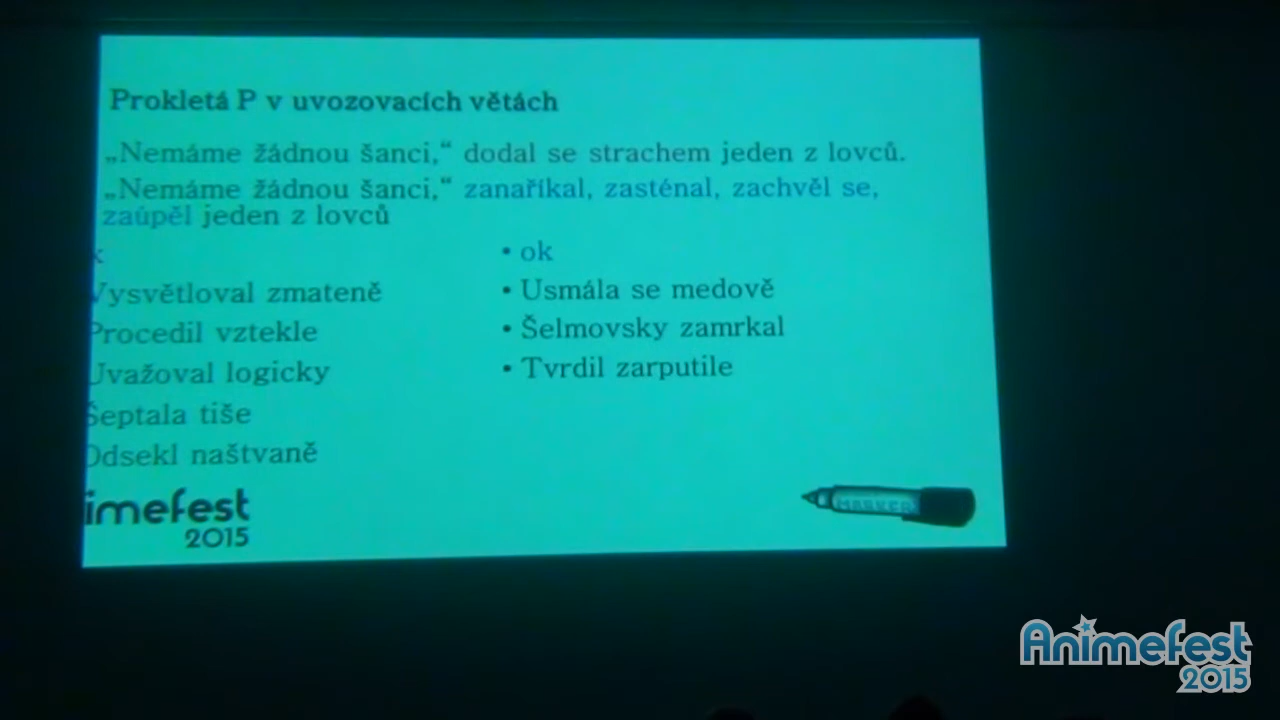 Prokletá P v uvozovacích větách
„Nemáme žádnou šanci,“ dodal se strachem jeden z lovců.
„Nemáme žádnou šanci,“ zanaříkal, zasténal, zachvěl se,
zaúpěl jeden z lovců
k
Vysvětloval zmateně
Procedil vztekle
Uvažoval logicky
Šeptala tiše
Odsekl naštvaně
• ok
• Usmála se medově
• Šelmovsky zamrkal
• Tvrdil zarputile
imefest
2015
MARKER
Animefest
2015